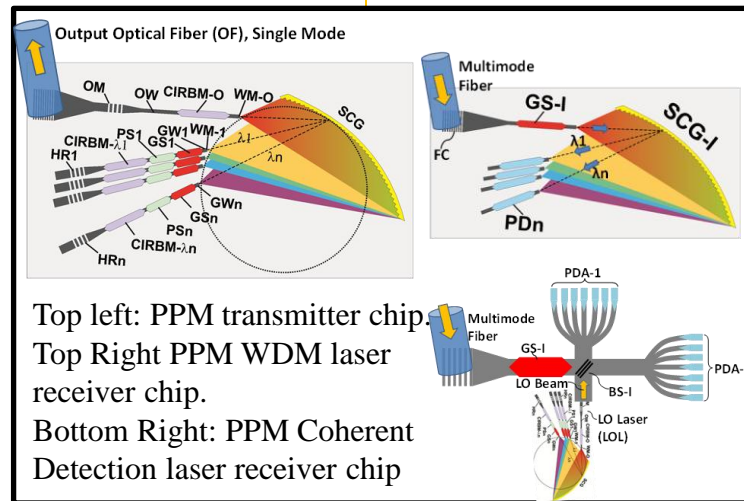 Output Optical Fiber (OF), Single Mode
OM
OW
CIRBM-O
WM-O
SCG
CIRBM-λ1
PS1
GS1
GW1
WM-1
HR1
λ1
λn
GWn
GSn
PSn
CIRBM-λn
HRn
Multimode
Fiber
GS-I
SCG-I
FC
λ1
λn
PDn
Top left: PPM transmitter chip.
Top Right PPM WDM laser
receiver chip.
Bottom Right: PPM Coherent
Detection laser receiver chip
PDA-1
Multimode
Fiber
GS-I
PDA-
LO Beam
BS-I
LO Laser
(LOL)
SCG